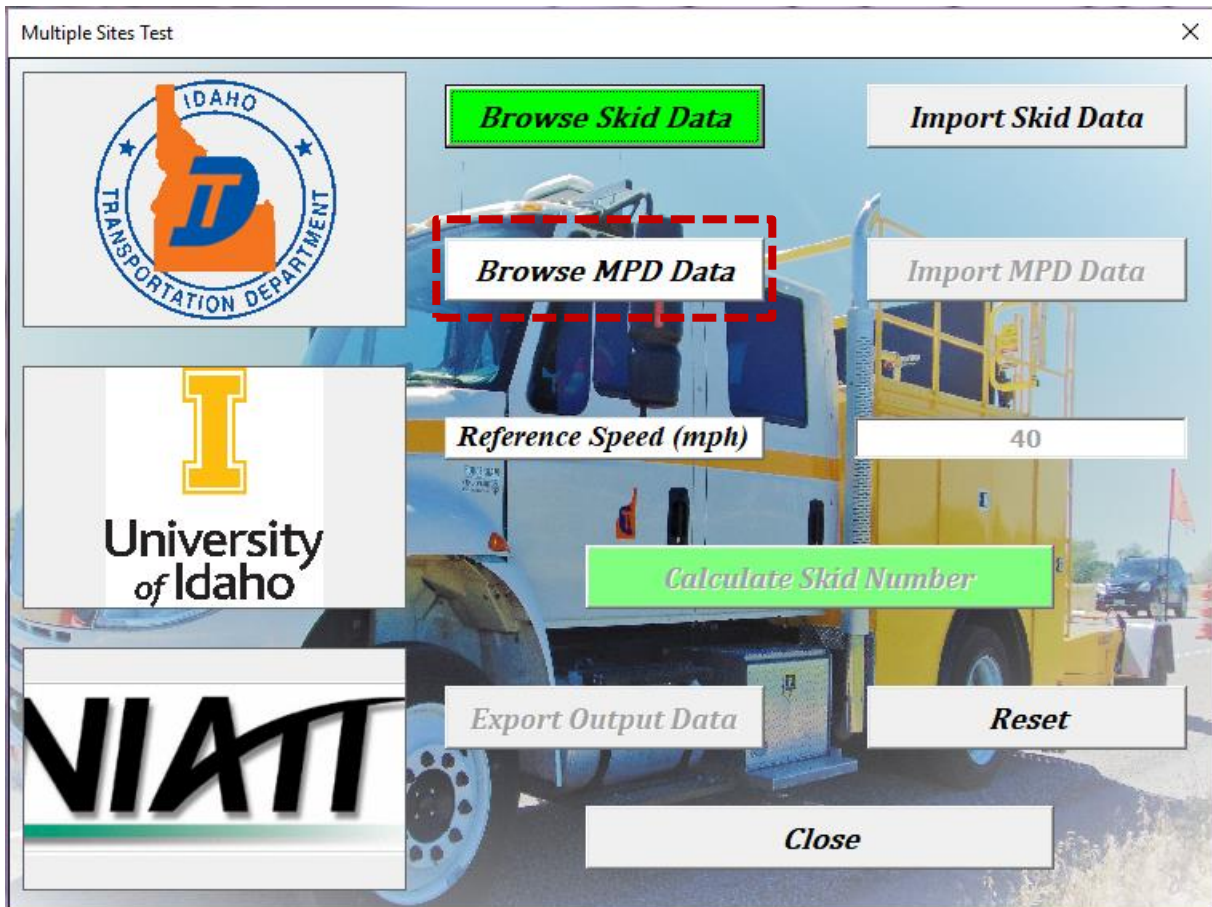 Multiple Sites Test
IDAHO
TRANSPORTATION DEPARTMENT
Browse Skid Data
Import Skid Data
Browse MPD Data
Import MPD Data
University
of Idaho
Reference Speed (mph)
40
Calculate Skid Number
NIATT
Export Output Data
Reset
Close